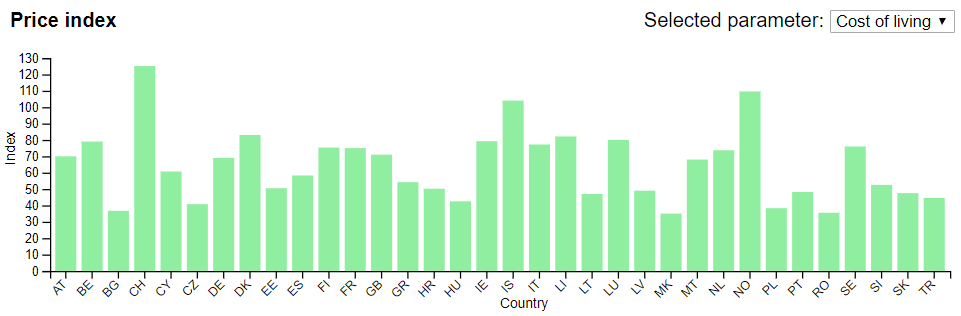 Price index
Selected parameter: Cost of living ▼
130
120
110
100
90
80
70
60
50
40
30
20
10
0
Index
AT BE BG CH CY CZ DE DK EE ES FI FR GB GR HR HU IE IS IT LI LT LU LV MK MT NL NO PL PT RO SE SI SK TR
Country